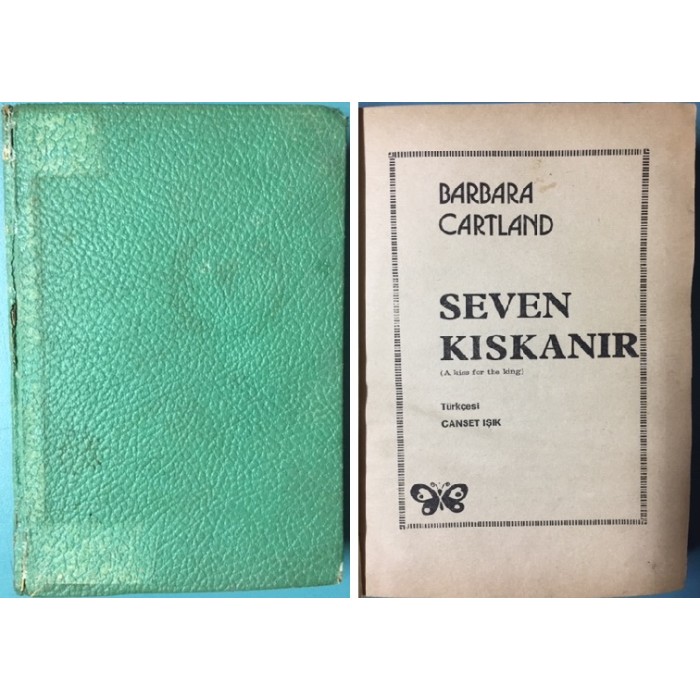 BARBARA
CARTLAND
SEVEN
KISKANIR
(A kiss for the king)
Türkçesi
CANSET IŞIK